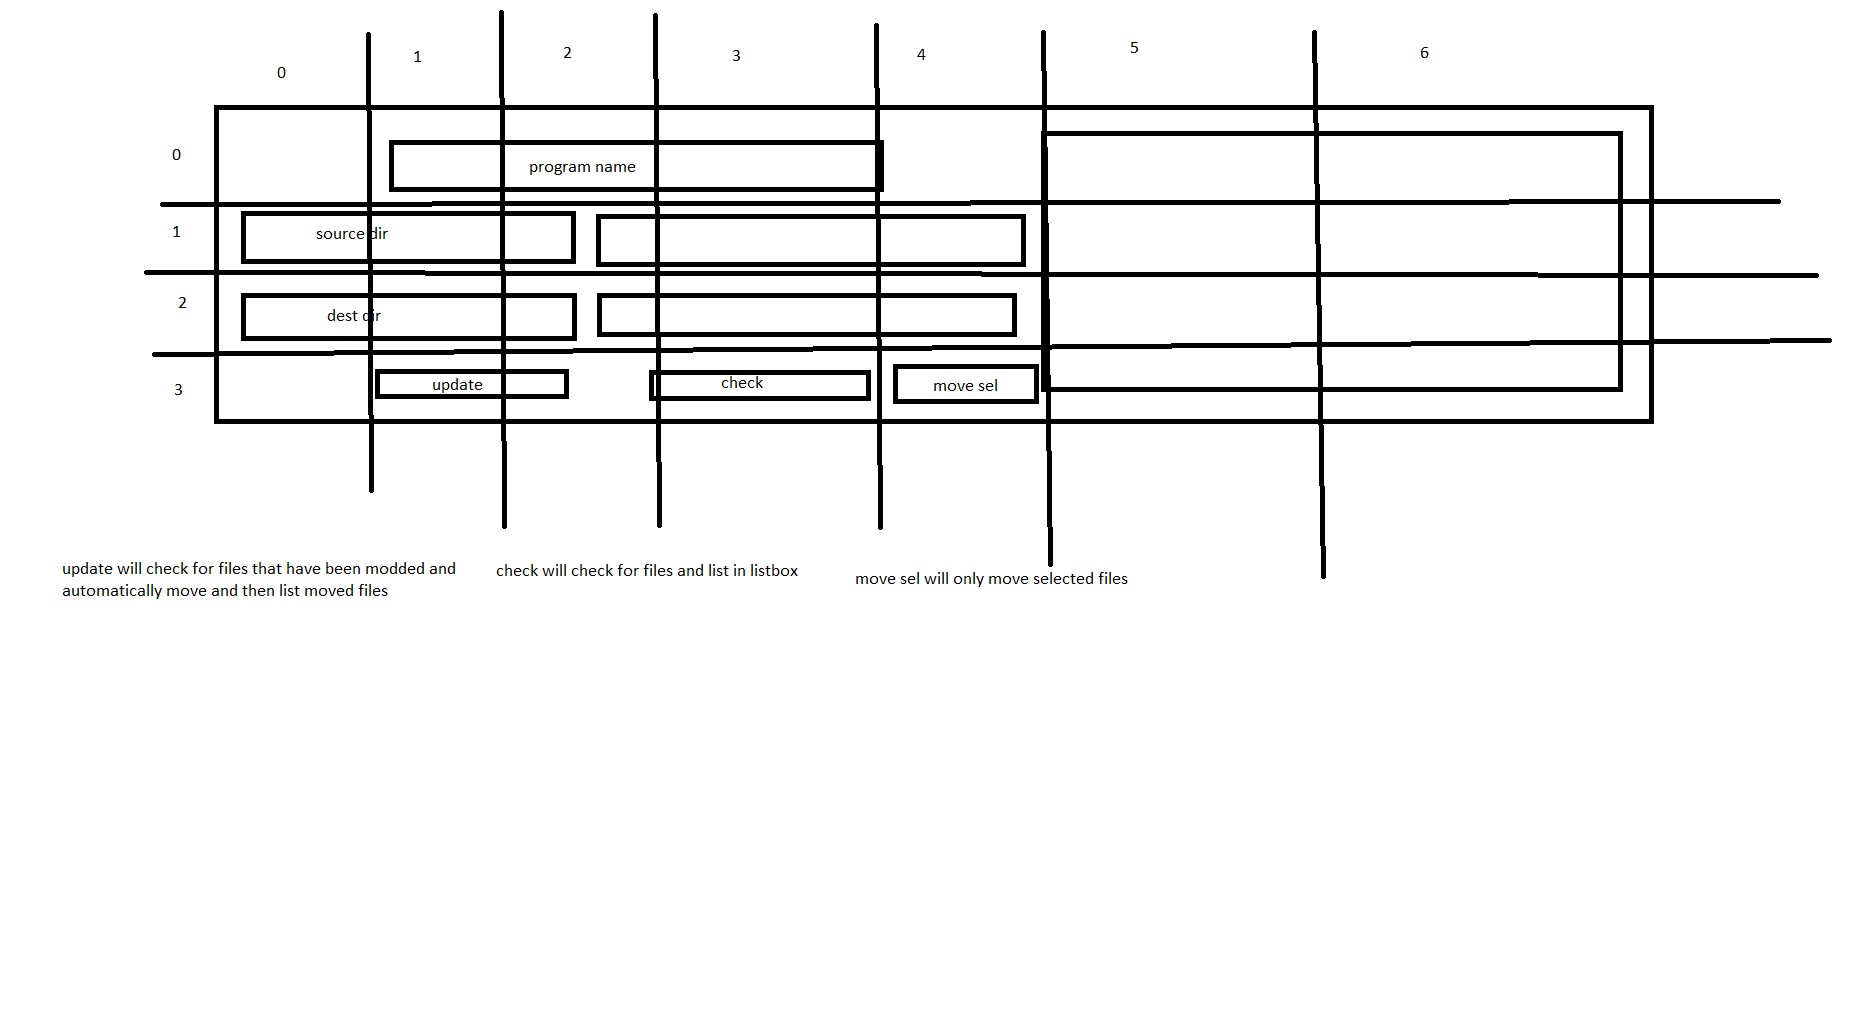 0
1
2
3
4
5
6
0
program name
1
source dir
2
dest dir
3
update
check
move sel
update will check for files that have been modded and
automatically move and then list moved files
check will check for files and list in listbox
move sel will only move selected files